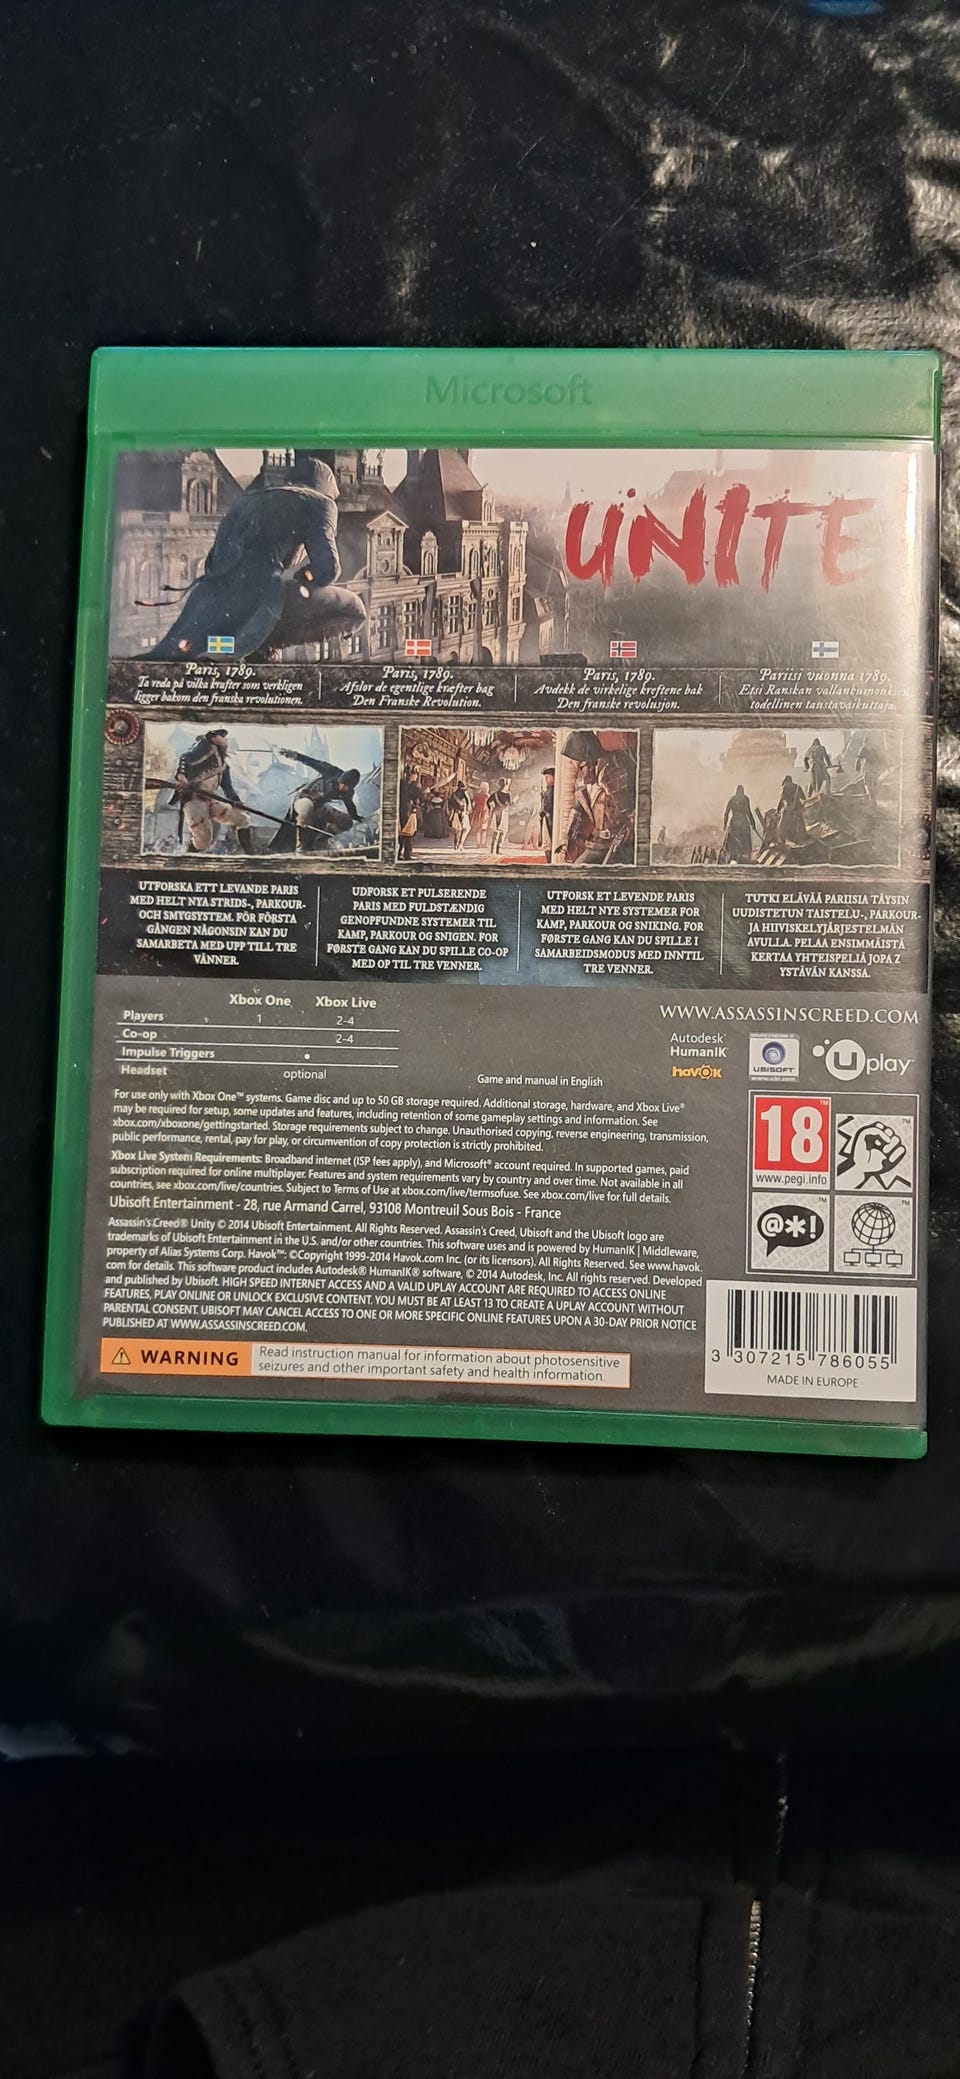 Microsoft
UNITE
Paris, 1789.
Ta reda på vilka krafter som verkligen
ligger bakom den franska revolutionen.
Paris, 1789.
Afslør de egentlige kræfter bag
Den Franske Revolution.
Paris, 1789.
Avdekk de virkelige kreftene bak
Den franske revolusjon.
Pariisi vuonna 1789.
Etsi Ranskan vallankumouksen
todellinen taustavaikuttaja.
UTFORSKA ETT LEVANDE PARIS
MED HELT NYA STRIDS-, PARKOUR-
OCH SMYGSYSTEM. FÖR FÖRSTA
GÅNGEN NÅGONSIN KAN DU
SAMARBETA MED UPP TILL TRE
VÄNNER.
UDFORSK ET PULSERENDE
PARIS MED FULDSTÆNDIG
GENOPFUNDNE SYSTEMER TIL
KAMP, PARKOUR OG SNIGEN. FOR
FØRSTE GANG KAN DU SPILLE CO-OP
MED OP TIL TRE VENNER.
UTFORSK ET LEVENDE PARIS
MED HELT NYE SYSTEMER FOR
KAMP, PARKOUR OG SNIKING. FOR
FØRSTE GANG KAN DU SPILLE I
SAMARBEIDSMODUS MED INNTIL
TRE VENNER.
TUTKI ELÄVÄÄ PARIISIA TÄYSIN
UUDISTETUN TAISTELU-, PARKOUR-
JA HIIVISKELYJÄRJESTELMÄN
AVULLA. PELAA ENSIMMÄISTÄ
KERTAA YHTEISPELIÄ JOPA 2
YSTÄVÄN KANSSA.
Xbox One Xbox Live
Players 1 2-4
Co-op 2-4
Impulse Triggers •
Headset optional
WWW.ASSASSINSCREED.COM
Autodesk®
HumanIK®
havok
UBISOFT
Uplay™
Game and manual in English
For use only with Xbox One™ systems. Game disc and up to 50 GB storage required. Additional storage, hardware, and Xbox Live®
may be required for setup, some updates and features, including retention of some gameplay settings and information. See
xbox.com/xboxone/gettingstarted. Storage requirements subject to change. Unauthorised copying, reverse engineering, transmission,
public performance, rental, pay for play, or circumvention of copy protection is strictly prohibited.
Xbox Live System Requirements: Broadband internet (ISP fees apply), and Microsoft® account required. In supported games, paid
subscription required for online multiplayer. Features and system requirements vary by country and over time. Not available in all
countries, see xbox.com/live/countries. Subject to Terms of Use at xbox.com/live/termsofuse. See xbox.com/live for full details.
Ubisoft Entertainment - 28, rue Armand Carrel, 93108 Montreuil Sous Bois - France
Assassin's Creed® Unity © 2014 Ubisoft Entertainment. All Rights Reserved. Assassin's Creed, Ubisoft and the Ubisoft logo are
trademarks of Ubisoft Entertainment in the U.S. and/or other countries. This software uses and is powered by HumanIK | Middleware,
property of Alias Systems Corp. Havok™: ©Copyright 1999-2014 Havok.com Inc. (or its licensors). All Rights Reserved. See www.havok.
com for details. This software product includes Autodesk® HumanIK® software, © 2014 Autodesk, Inc. All rights reserved. Developed
and published by Ubisoft. HIGH SPEED INTERNET ACCESS AND A VALID UPLAY ACCOUNT ARE REQUIRED TO ACCESS ONLINE
FEATURES, PLAY ONLINE OR UNLOCK EXCLUSIVE CONTENT. YOU MUST BE AT LEAST 13 TO CREATE A UPLAY ACCOUNT WITHOUT
PARENTAL CONSENT. UBISOFT MAY CANCEL ACCESS TO ONE OR MORE SPECIFIC ONLINE FEATURES UPON A 30-DAY PRIOR NOTICE
PUBLISHED AT WWW.ASSASSINSCREED.COM.
18
www.pegi.info
@*!
3 307215 786055
MADE IN EUROPE
WARNING
Read instruction manual for information about photosensitive
seizures and other important safety and health information.